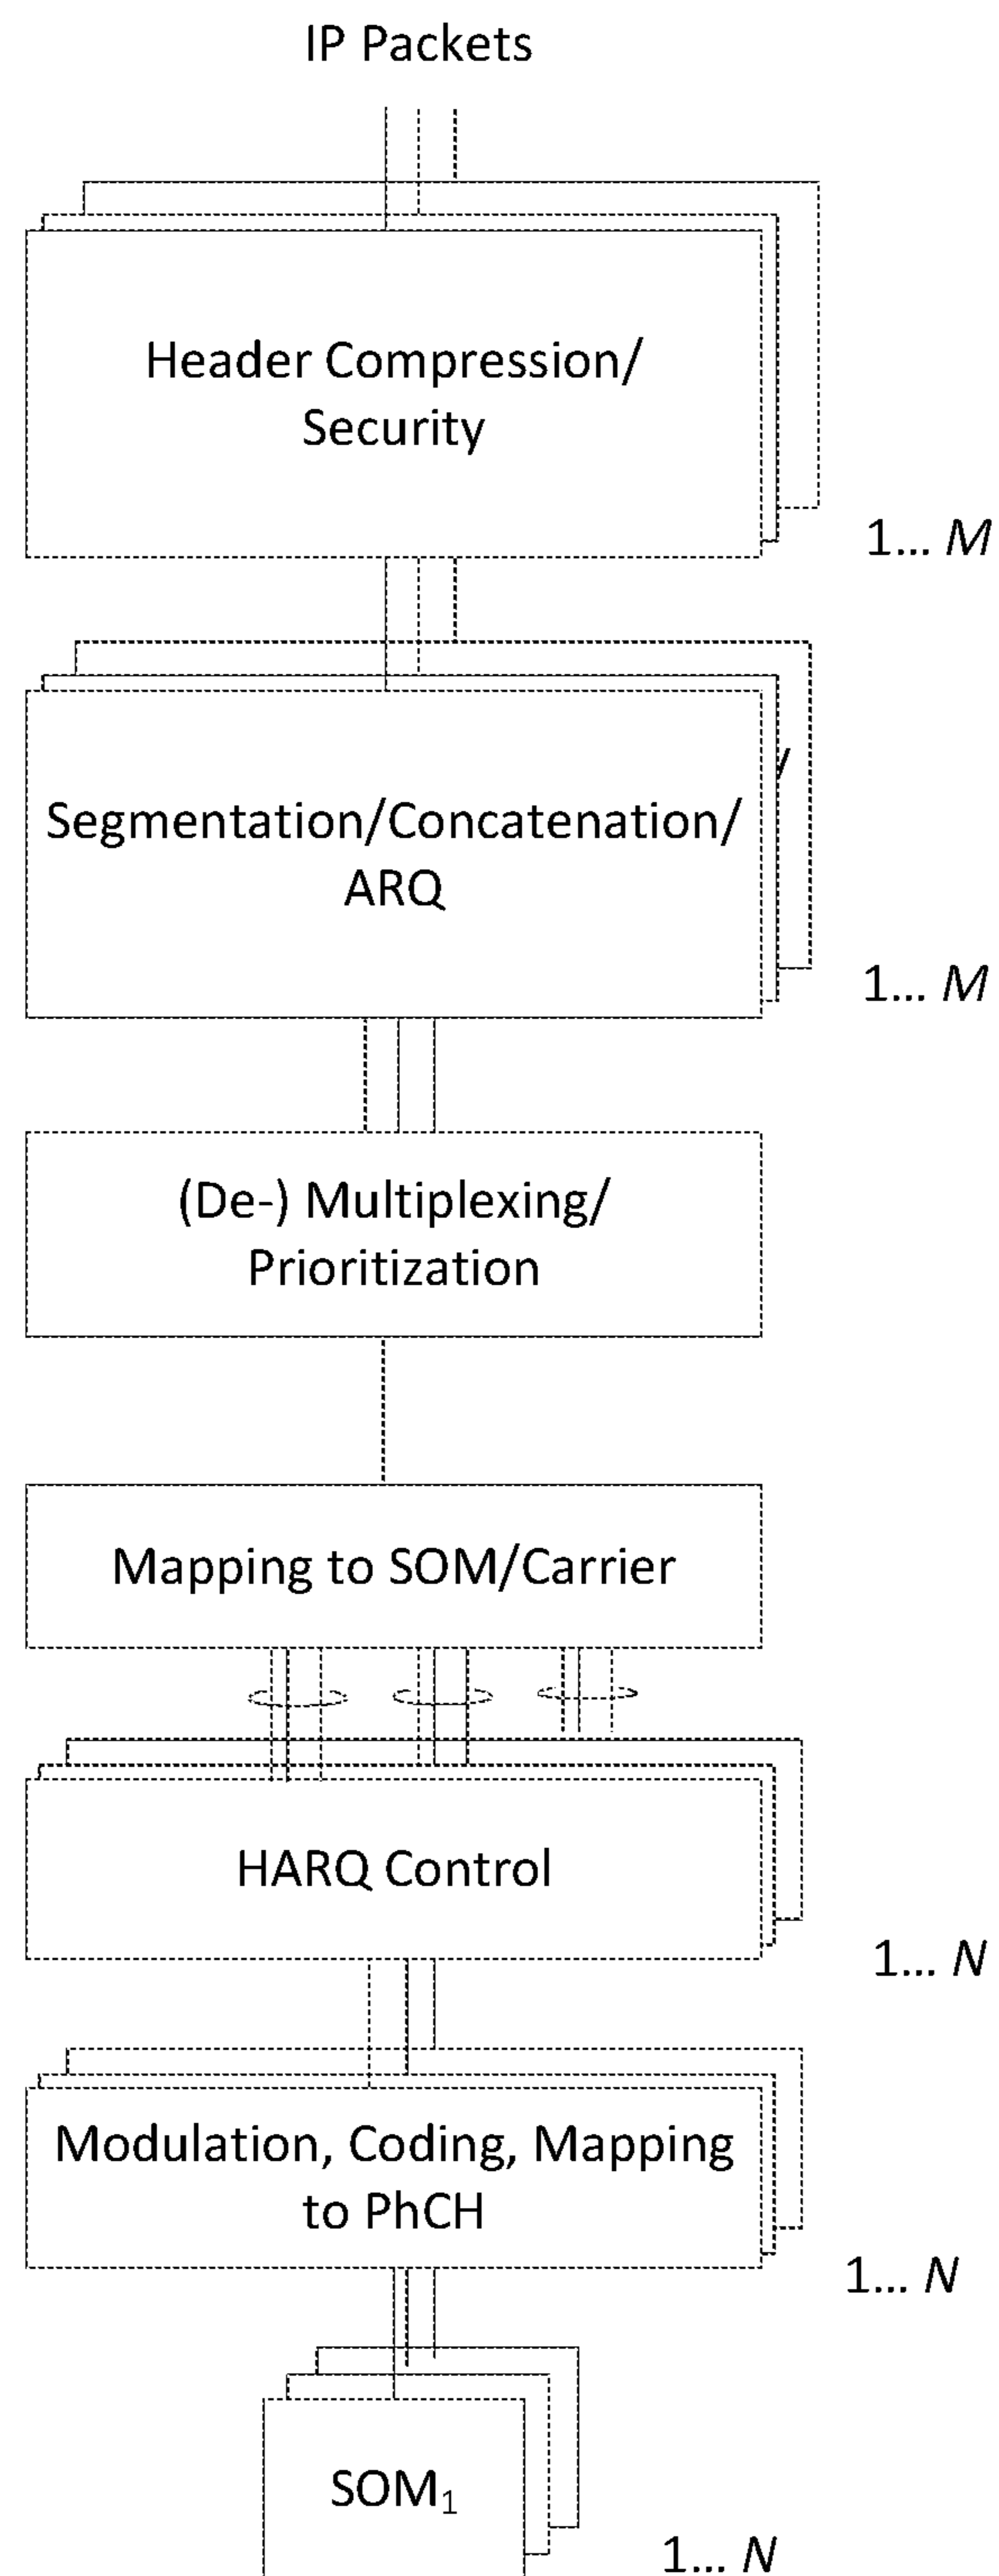 IP Packets
Header Compression/
Security
1... M
Segmentation/Concatenation/
ARQ
1... M
(De-) Multiplexing/
Prioritization
Mapping to SOM/Carrier
HARQ Control
1... N
Modulation, Coding, Mapping
to PhCH
1... N
SOM₁
1... N